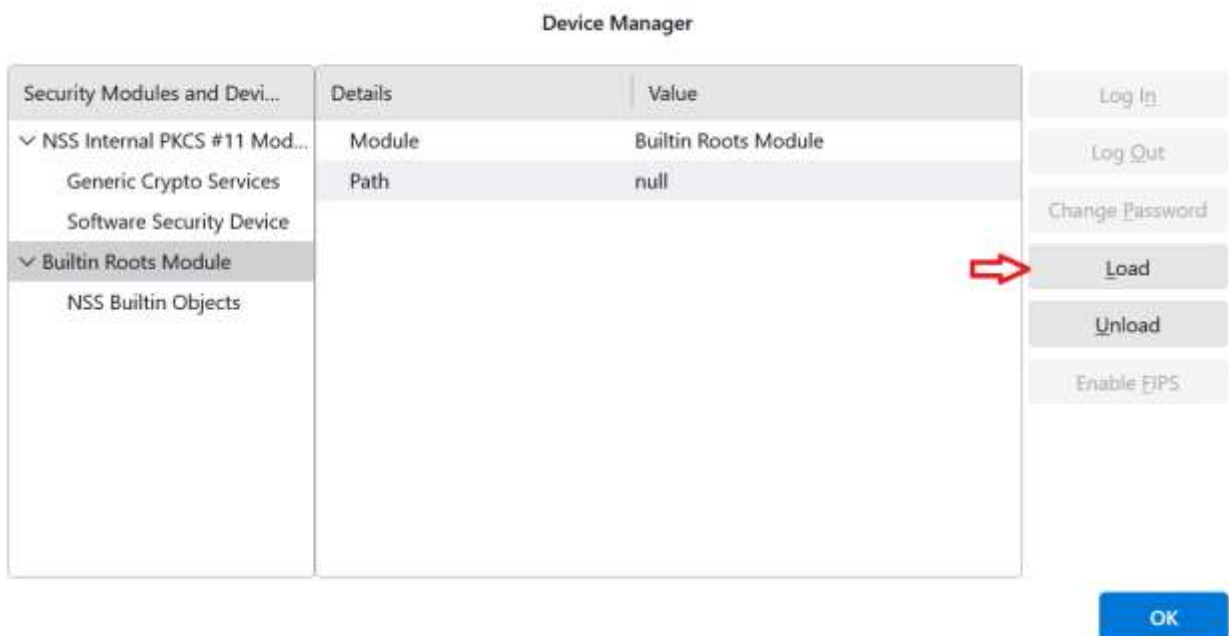 Device Manager
Security Modules and Devi...
Details
Value
Log In
NSS Internal PKCS #11 Mod...
Module
Builtin Roots Module
Log Out
Generic Crypto Services
Path
null
Change Password
Software Security Device
Builtin Roots Module
Load
NSS Builtin Objects
Unload
Enable FIPS
OK